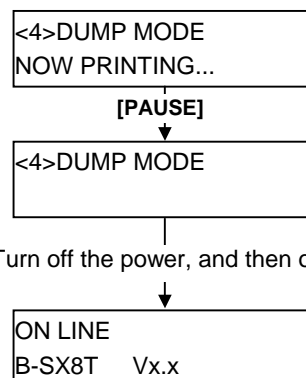 <4>DUMP MODE
NOW PRINTING...
[PAUSE]
<4>DUMP MODE
Turn off the power, and then o
ON LINE
B-SX8T Vx.x